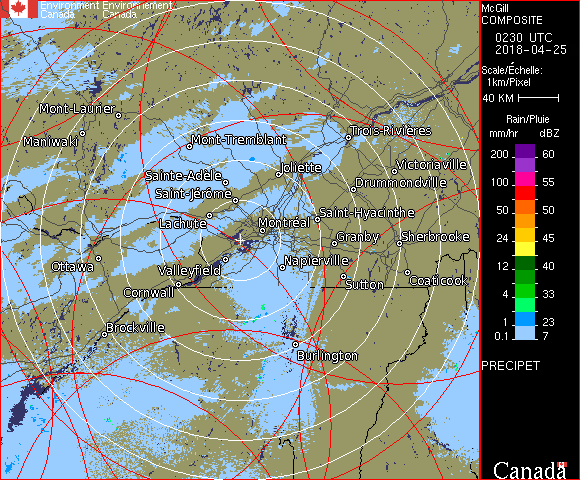 Environment Environnement
Canada Canada
McGill
COMPOSITE
0230 UTC
2018-04-25
Scale/Échelle:
1km/Pixel
40 KM
Rain/Pluie
mm/hr dBZ
200 60
100 55
50 50
24 45
12 40
4 33
1 23
0.1 7
PRECIPET
Canada
Mont-Laurier
Maniwaki
Mont-Tremblant
Trois-Rivières
Sainte-Adèle
Joliette
Victoriaville
Saint-Jérôme
Drummondville
Lachute
Montréal
Saint-Hyacinthe
Granby
Sherbrooke
Ottawa
Valleyfield
Napierville
Cornwall
Sutton
Coaticook
Brockville
Burlington